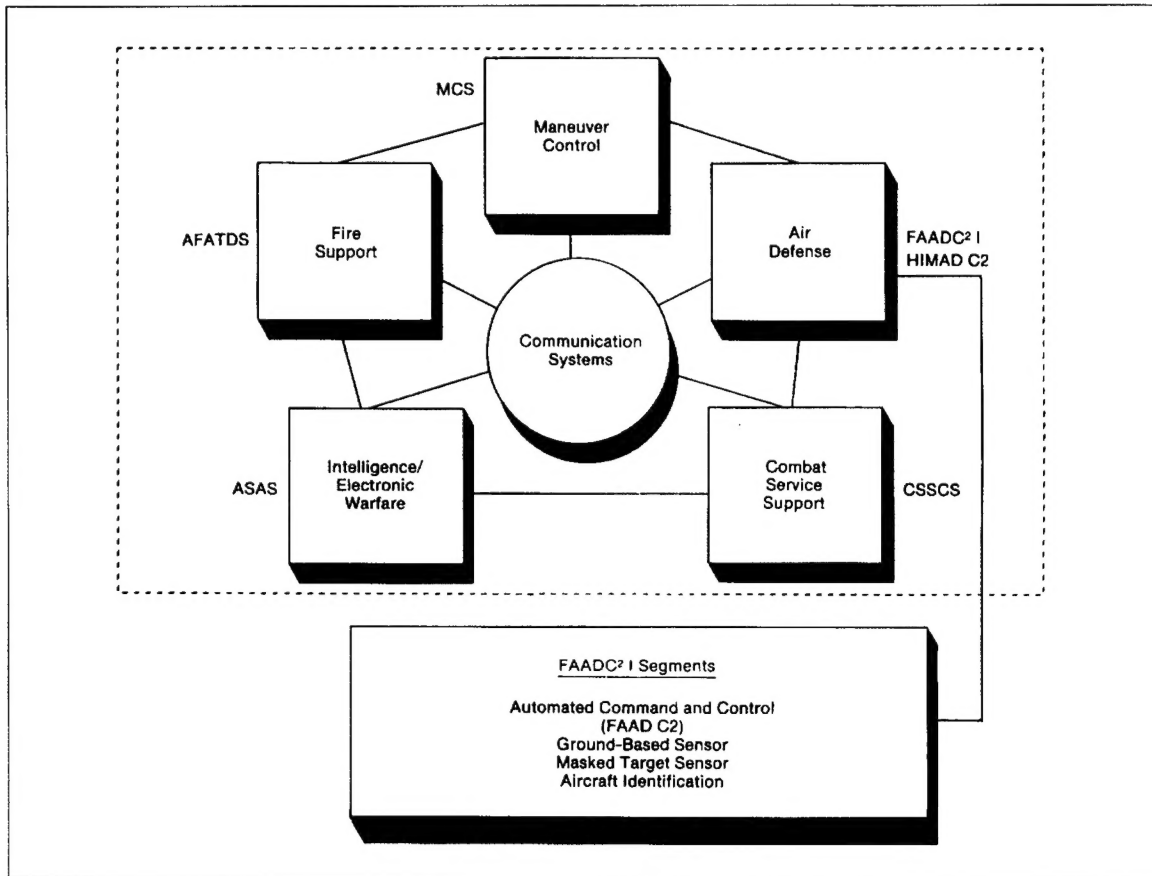 MCS
Maneuver
Control
AFATDS
Fire
Support
Air
Defense
FAADC² I
HIMAD C2
Communication
Systems
ASAS
Intelligence/
Electronic
Warfare
Combat
Service
Support
CSSCS
FAADC² I Segments
Automated Command and Control
(FAAD C2)
Ground-Based Sensor
Masked Target Sensor
Aircraft Identification